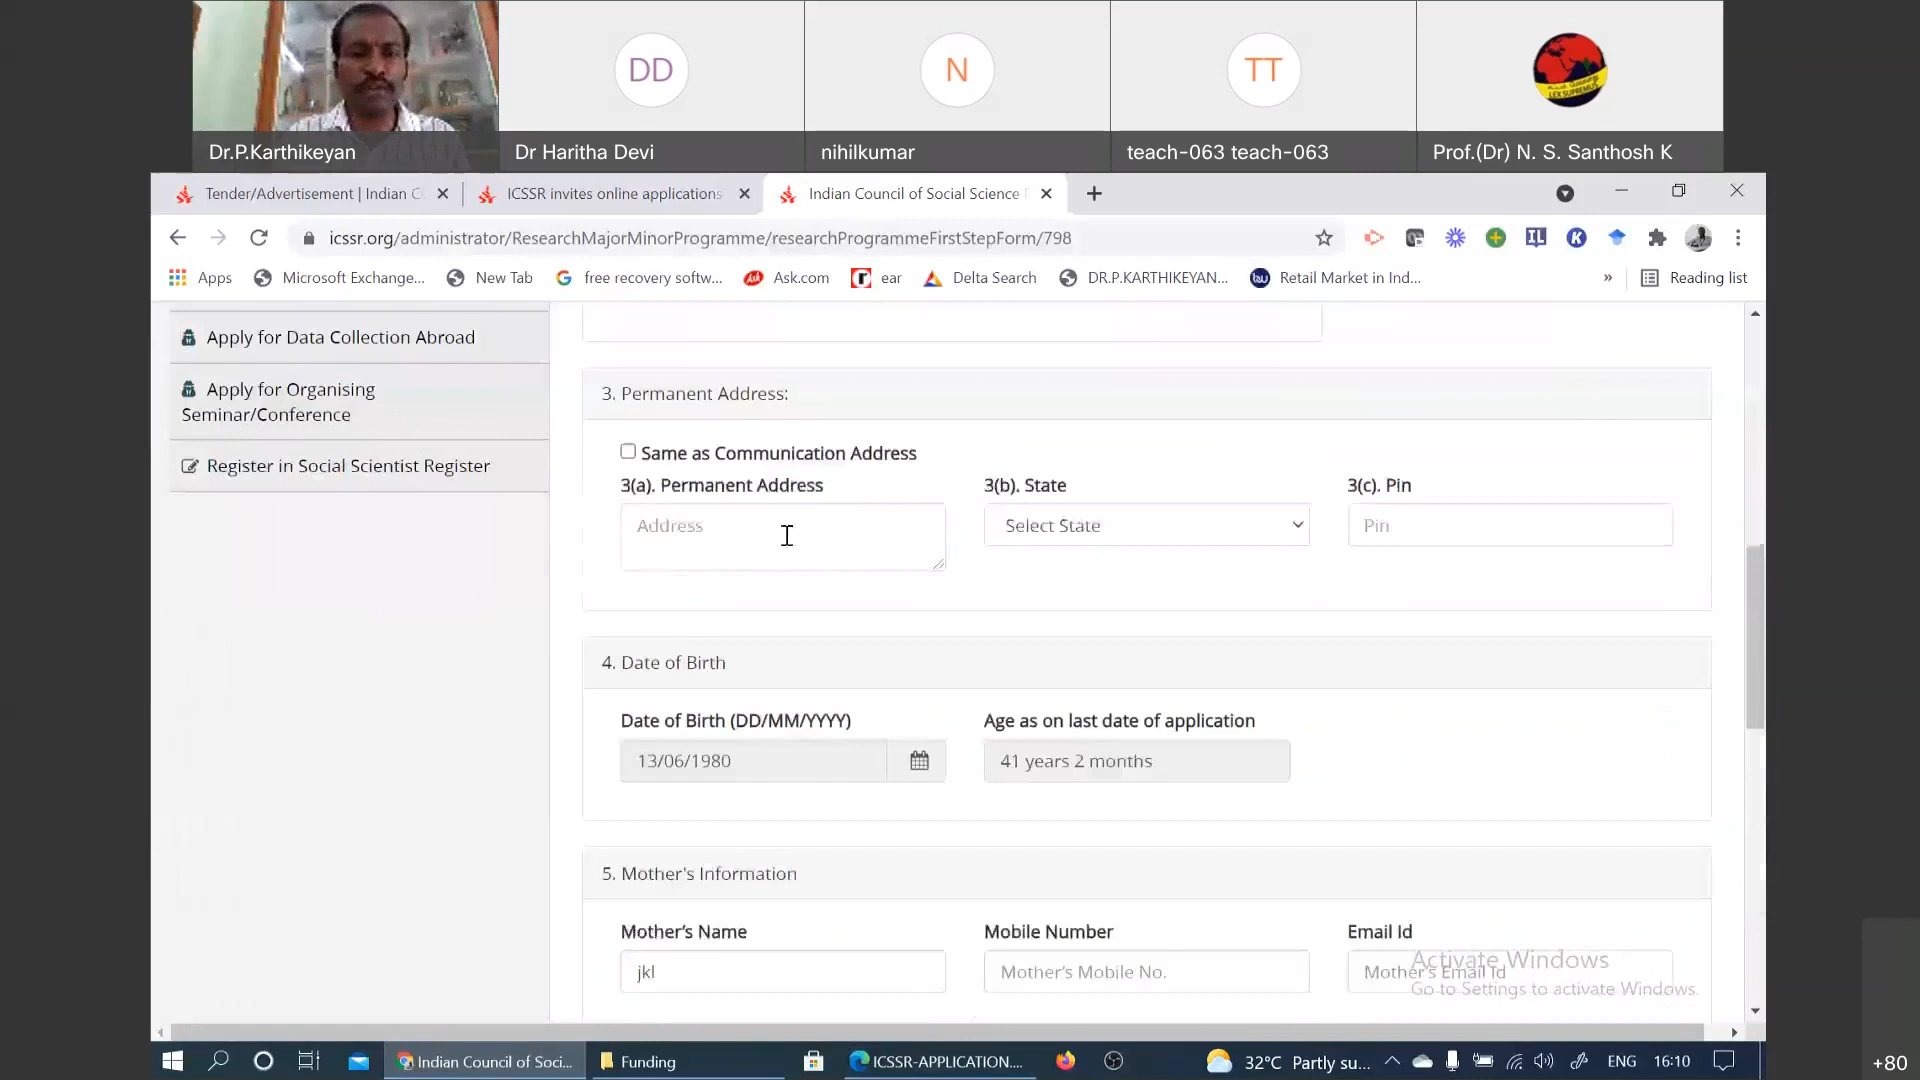 DD
N
TT
LEX SUPREMUS
Dr.P.Karthikeyan
Dr Haritha Devi
nihilkumar
teach-063 teach-063
Prof.(Dr) N. S. Santhosh K
Tender/Advertisement | Indian C
ICSSR invites online applications
Indian Council of Social Science
icssr.org/administrator/ResearchMajorMinorProgramme/researchProgrammeFirstStepForm/798
IL
K
Apps
Microsoft Exchange...
New Tab
free recovery softw...
Ask.com
ear
Delta Search
DR.P.KARTHIKEYAN...
Retail Market in Ind...
»
Reading list
Apply for Data Collection Abroad
Apply for Organising
Seminar/Conference
Register in Social Scientist Register
3. Permanent Address:
Same as Communication Address
3(a). Permanent Address
3(b). State
3(c). Pin
Address
Select State
Pin
4. Date of Birth
Date of Birth (DD/MM/YYYY)
Age as on last date of application
13/06/1980
41 years 2 months
5. Mother's Information
Mother's Name
Mobile Number
Email Id
jkl
Mother's Mobile No.
Mother's Email Id
Activate Windows
Go to Settings to activate Windows.
Indian Council of Soci...
Funding
ICSSR-APPLICATION....
32°C Partly su...
ENG
16:10
+80